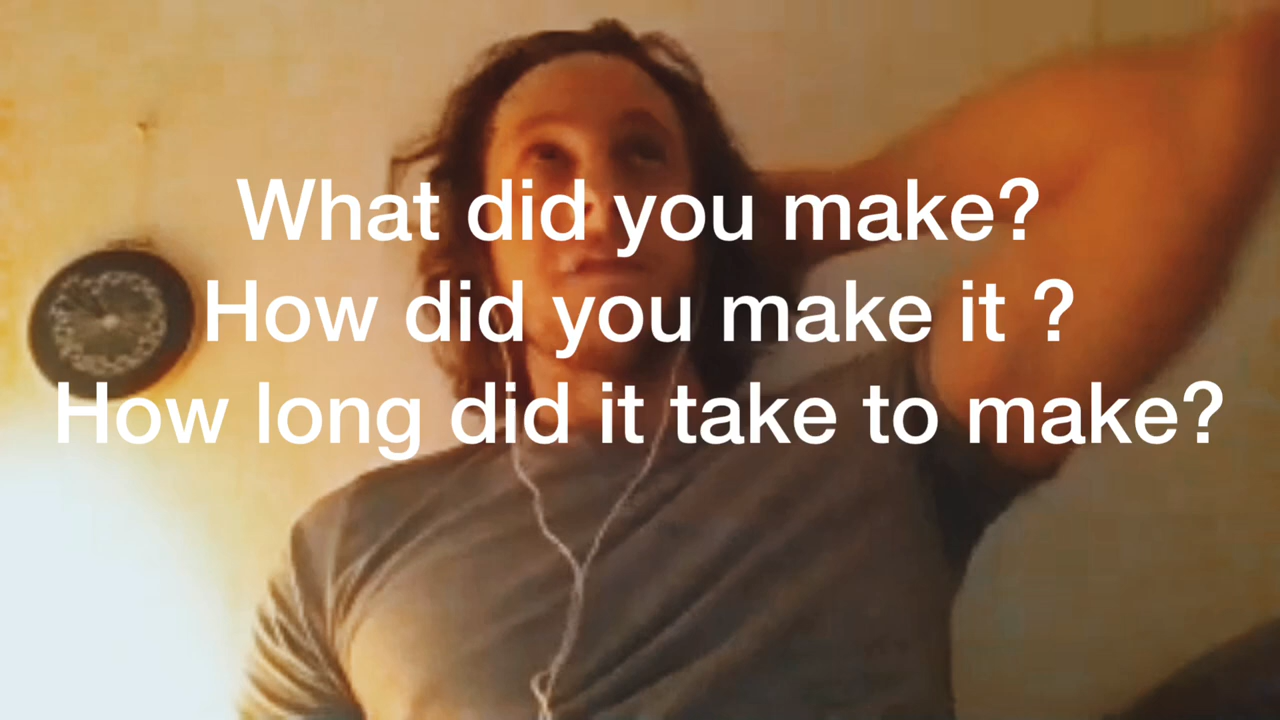 What did you make?
How did you make it ?
How long did it take to make?